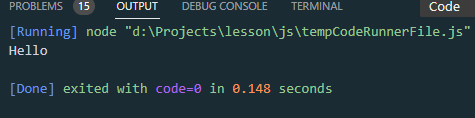 PROBLEMS 15 OUTPUT DEBUG CONSOLE TERMINAL Code
[Running] node "d:\Projects\lesson\js\tempCodeRunnerFile.js"
Hello
[Done] exited with code=0 in 0.148 seconds